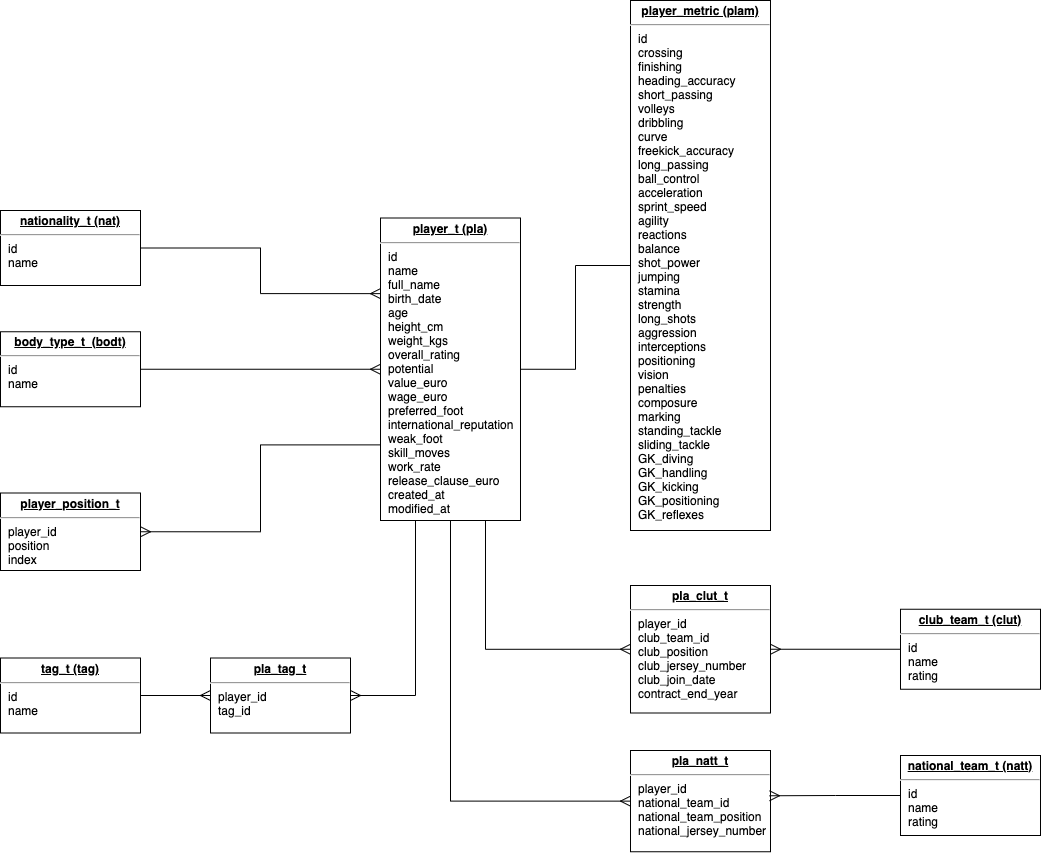 player_metric (plam)
id
crossing
finishing
heading_accuracy
short_passing
volleys
dribbling
curve
freekick_accuracy
long_passing
ball_control
acceleration
sprint_speed
agility
reactions
balance
shot_power
jumping
stamina
strength
long_shots
aggression
interceptions
positioning
vision
penalties
composure
marking
standing_tackle
sliding_tackle
GK_diving
GK_handling
GK_kicking
GK_positioning
GK_reflexes
nationality_t (nat)
id
name
player_t (pla)
id
name
full_name
birth_date
age
height_cm
weight_kgs
overall_rating
potential
value_euro
wage_euro
preferred_foot
international_reputation
weak_foot
skill_moves
work_rate
release_clause_euro
created_at
modified_at
body_type_t (bodt)
id
name
player_position_t
player_id
position
index
tag_t (tag)
id
name
pla_tag_t
player_id
tag_id
pla_clut_t
player_id
club_team_id
club_position
club_jersey_number
club_join_date
contract_end_year
club_team_t (clut)
id
name
rating
pla_natt_t
player_id
national_team_id
national_team_position
national_jersey_number
national_team_t (natt)
id
name
rating